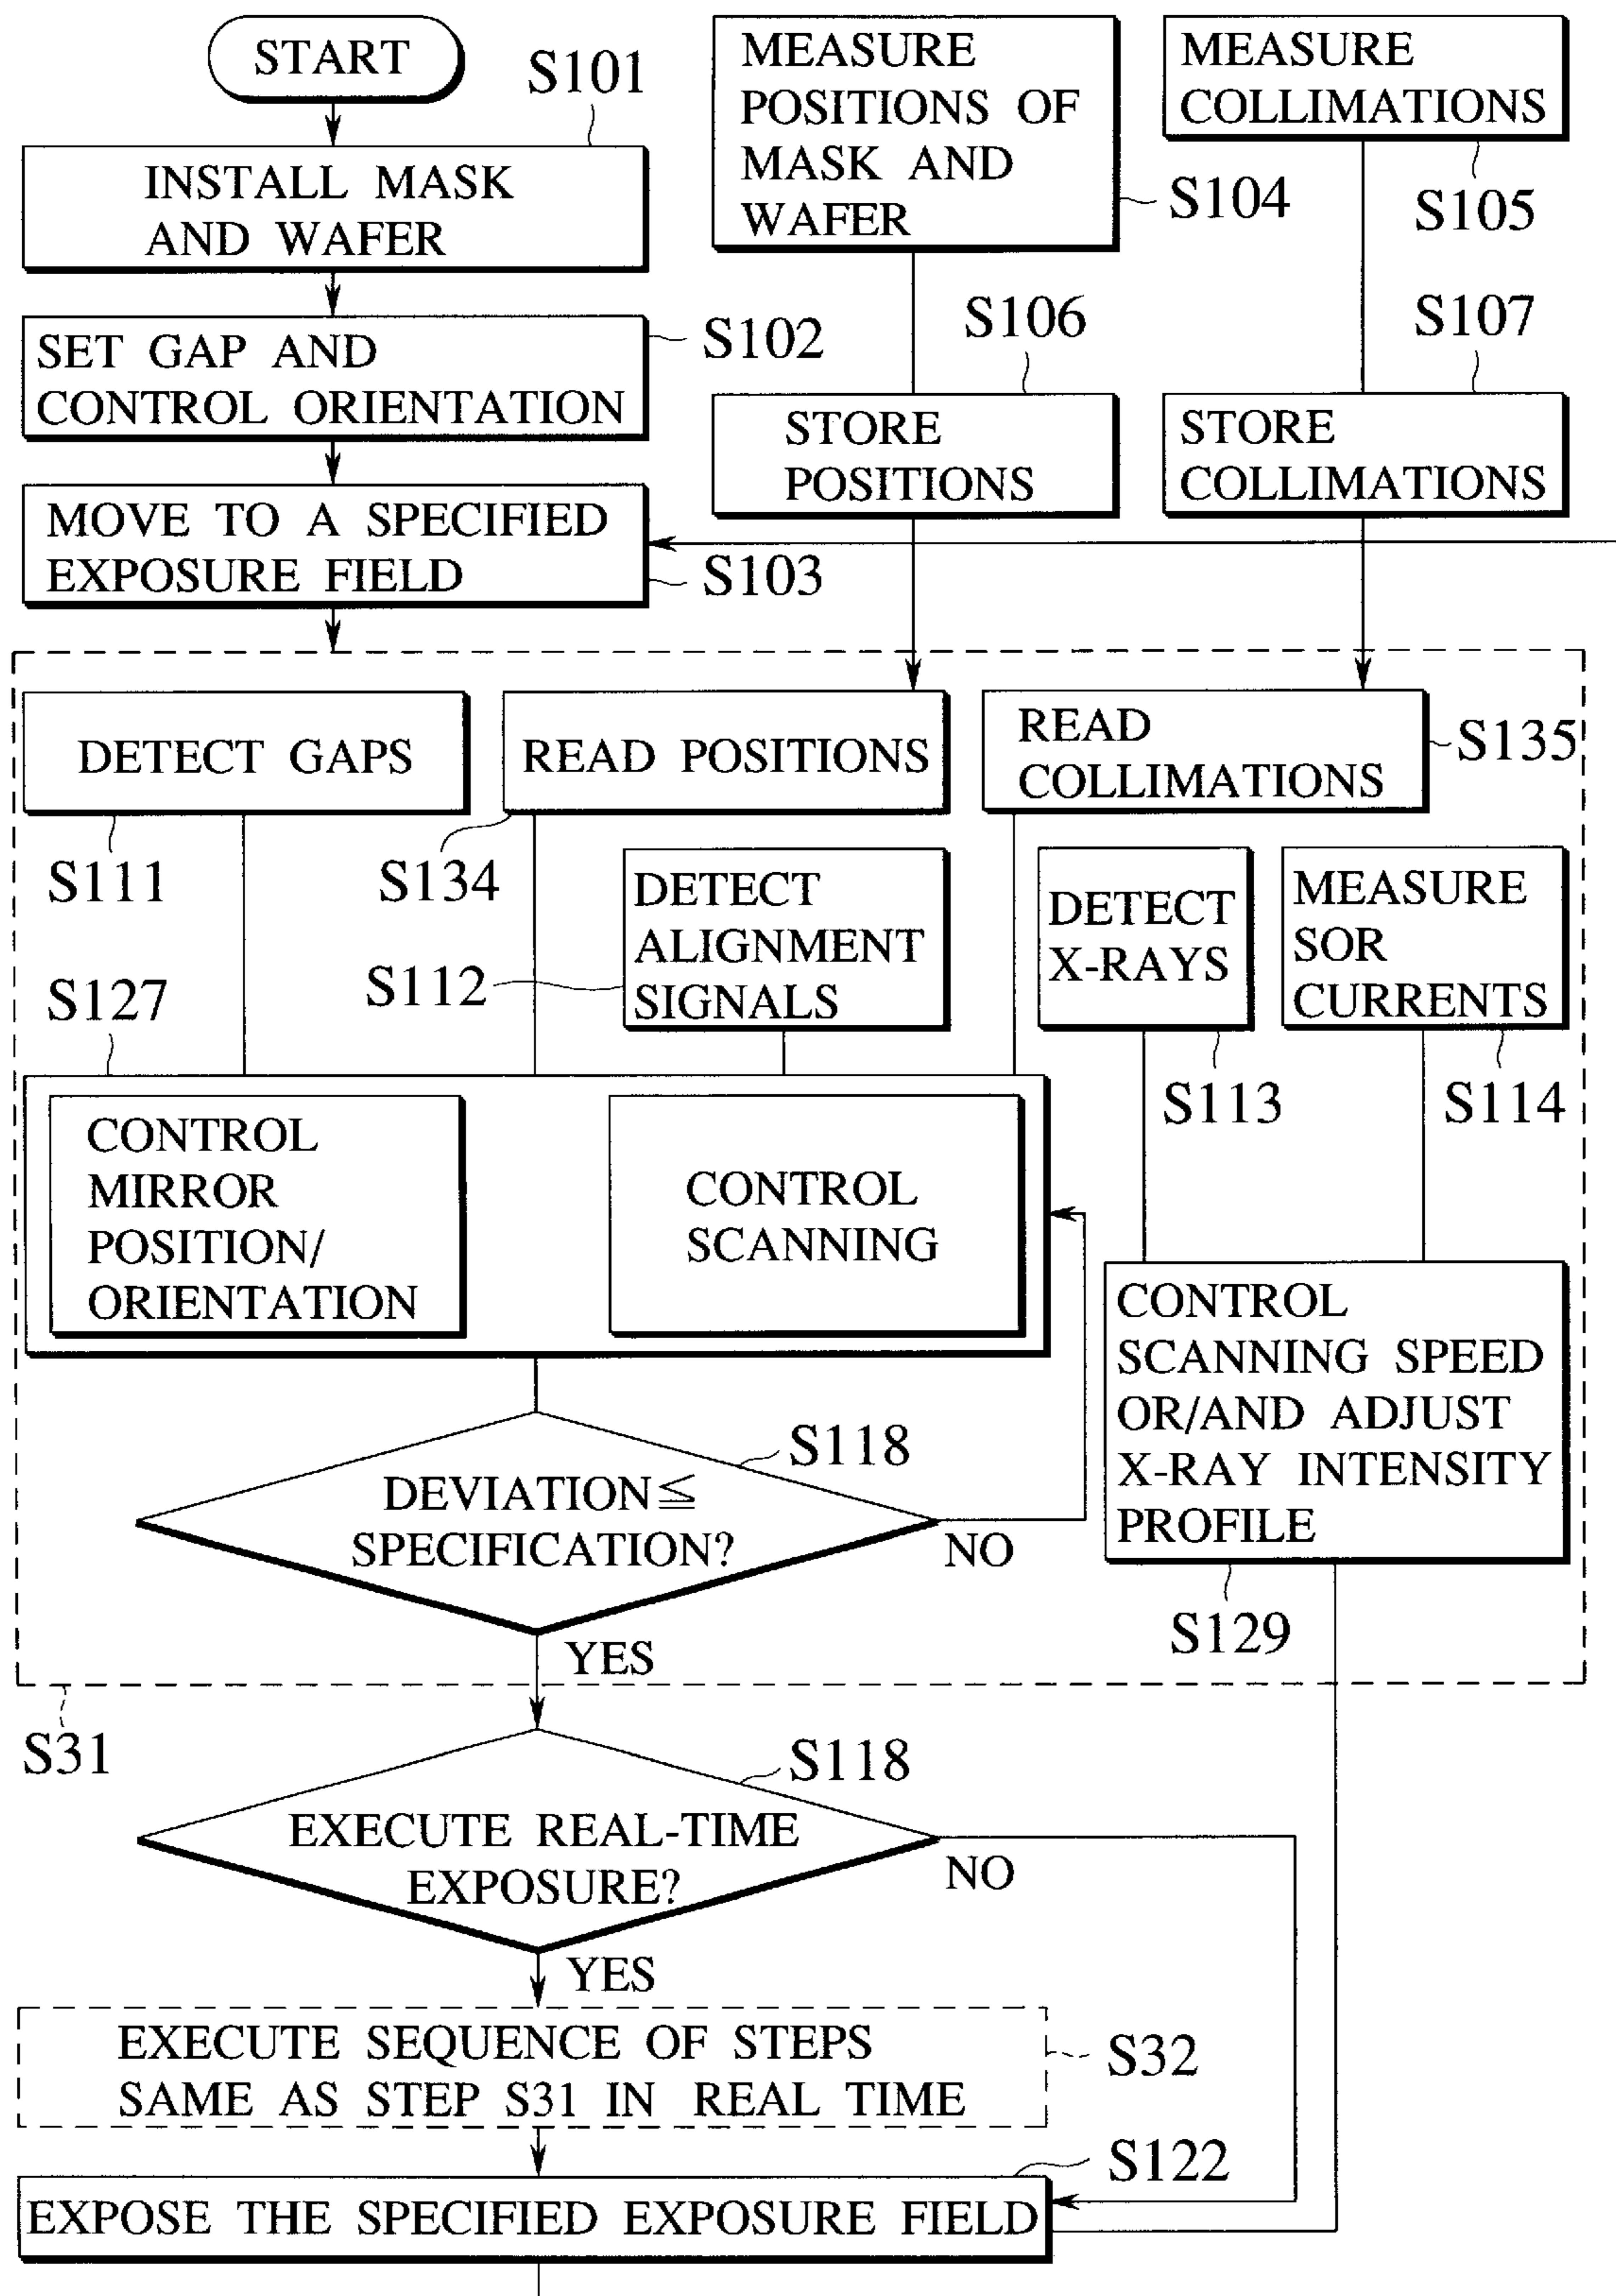 START
S101
INSTALL MASK
AND WAFER
S102
SET GAP AND
CONTROL ORIENTATION
MOVE TO A SPECIFIED
EXPOSURE FIELD
S103
MEASURE
POSITIONS OF
MASK AND
WAFER
S104
MEASURE
COLLIMATIONS
S105
S106
STORE
POSITIONS
S107
STORE
COLLIMATIONS
DETECT GAPS
S111
READ POSITIONS
S134
READ
COLLIMATIONS
S135
DETECT
ALIGNMENT
SIGNALS
S112
DETECT
X-RAYS
S113
MEASURE
SOR
CURRENTS
S114
S127
CONTROL
MIRROR
POSITION/
ORIENTATION
CONTROL
SCANNING
CONTROL
SCANNING SPEED
OR/AND ADJUST
X-RAY INTENSITY
PROFILE
S129
S118
DEVIATION≦
SPECIFICATION?
NO
YES
S31
S118
EXECUTE REAL-TIME
EXPOSURE?
NO
YES
EXECUTE SEQUENCE OF STEPS
SAME AS STEP S31 IN REAL TIME
S32
S122
EXPOSE THE SPECIFIED EXPOSURE FIELD